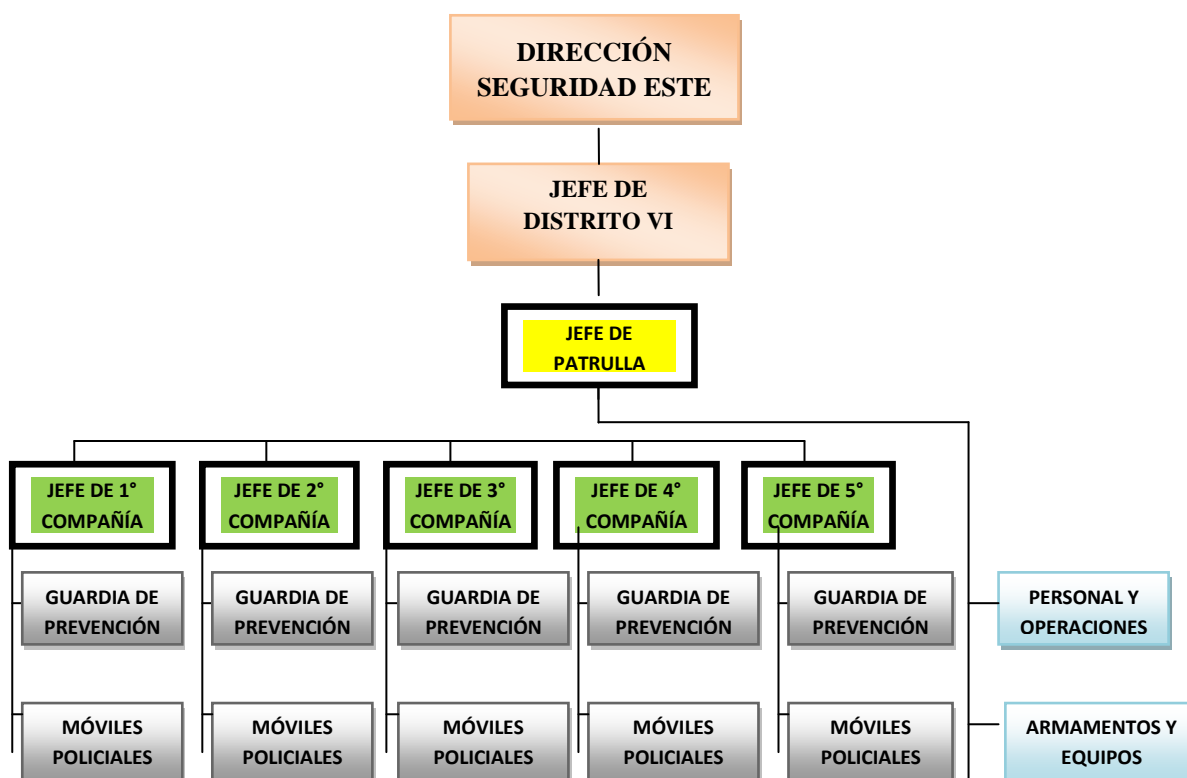 DIRECCIÓN
SEGURIDAD ESTE
JEFE DE
DISTRITO VI
JEFE DE
PATRULLA
JEFE DE 1°
COMPAÑÍA
JEFE DE 2°
COMPAÑÍA
JEFE DE 3°
COMPAÑÍA
JEFE DE 4°
COMPAÑÍA
JEFE DE 5°
COMPAÑÍA
GUARDIA DE
PREVENCIÓN
GUARDIA DE
PREVENCIÓN
GUARDIA DE
PREVENCIÓN
GUARDIA DE
PREVENCIÓN
GUARDIA DE
PREVENCIÓN
PERSONAL Y
OPERACIONES
MÓVILES
POLICIALES
MÓVILES
POLICIALES
MÓVILES
POLICIALES
MÓVILES
POLICIALES
MÓVILES
POLICIALES
ARMAMENTOS Y
EQUIPOS